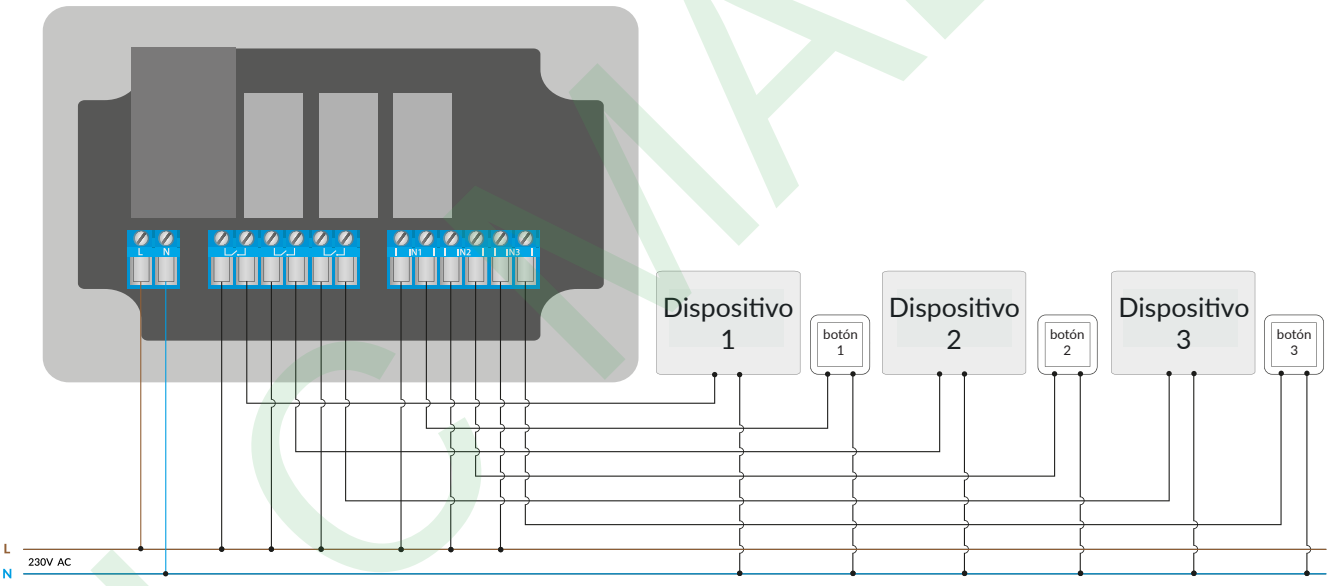 L N
IN1 IN2 IN3
Dispositivo
1
botón
1
Dispositivo
2
botón
2
Dispositivo
3
botón
3
L
230V AC
N